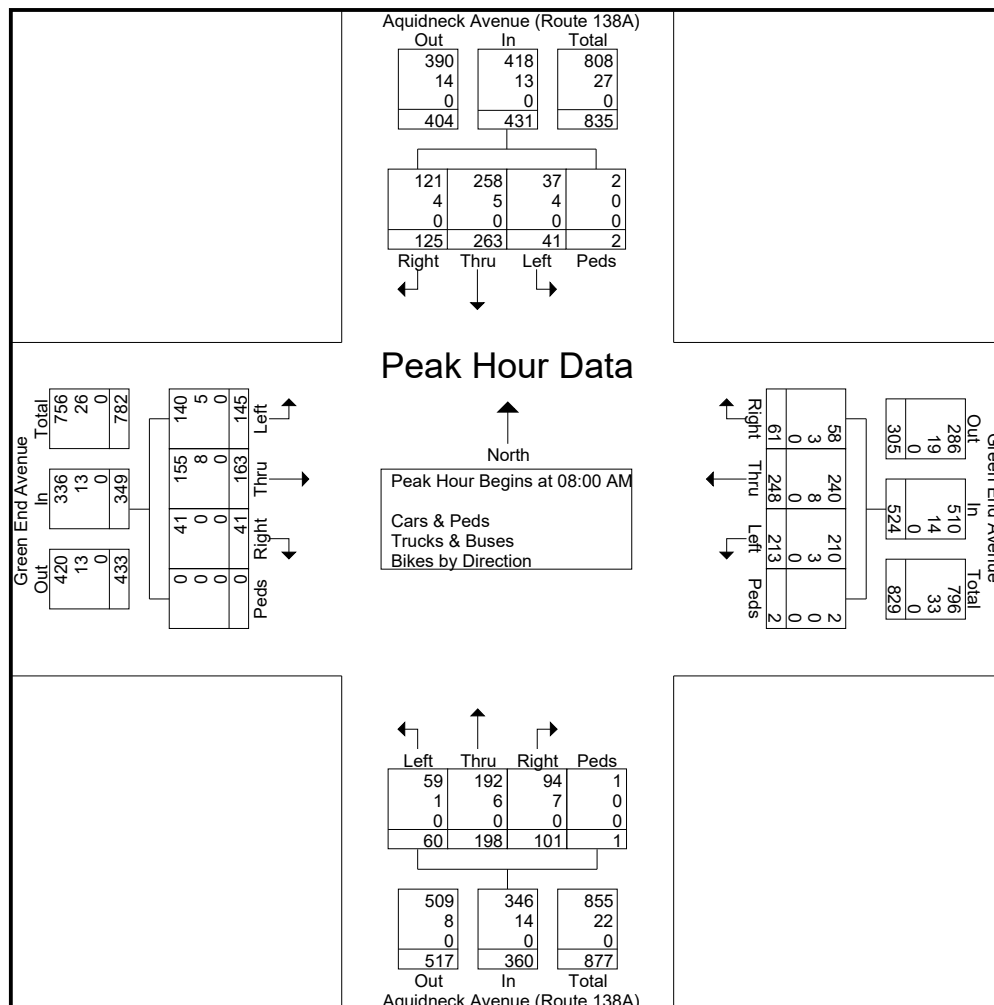 Aquidneck Avenue (Route 138A)
Out In Total
390 418 808
14 13 27
0 0 0
404 431 835
121 258 37 2
4 5 4 0
0 0 0 0
125 263 41 2
Right Thru Left Peds
Peak Hour Data
North
Peak Hour Begins at 08:00 AM
Cars & Peds
Trucks & Buses
Bikes by Direction
Green End Avenue
Out In Total
420 336 756
13 13 26
0 0 0
433 349 782
0 41 155 140
0 0 8 5
0 0 0 0
0 41 163 145
Peds Right Thru Left
Green End Avenue
Out In Total
286 510 796
19 14 33
0 0 0
305 524 829
58 240 210 2
3 8 3 0
0 0 0 0
61 248 213 2
Right Thru Left Peds
Left Thru Right Peds
59 192 94 1
1 6 7 0
0 0 0 0
60 198 101 1
509 346 855
8 14 22
0 0 0
517 360 877
Out In Total
Aquidneck Avenue (Route 138A)